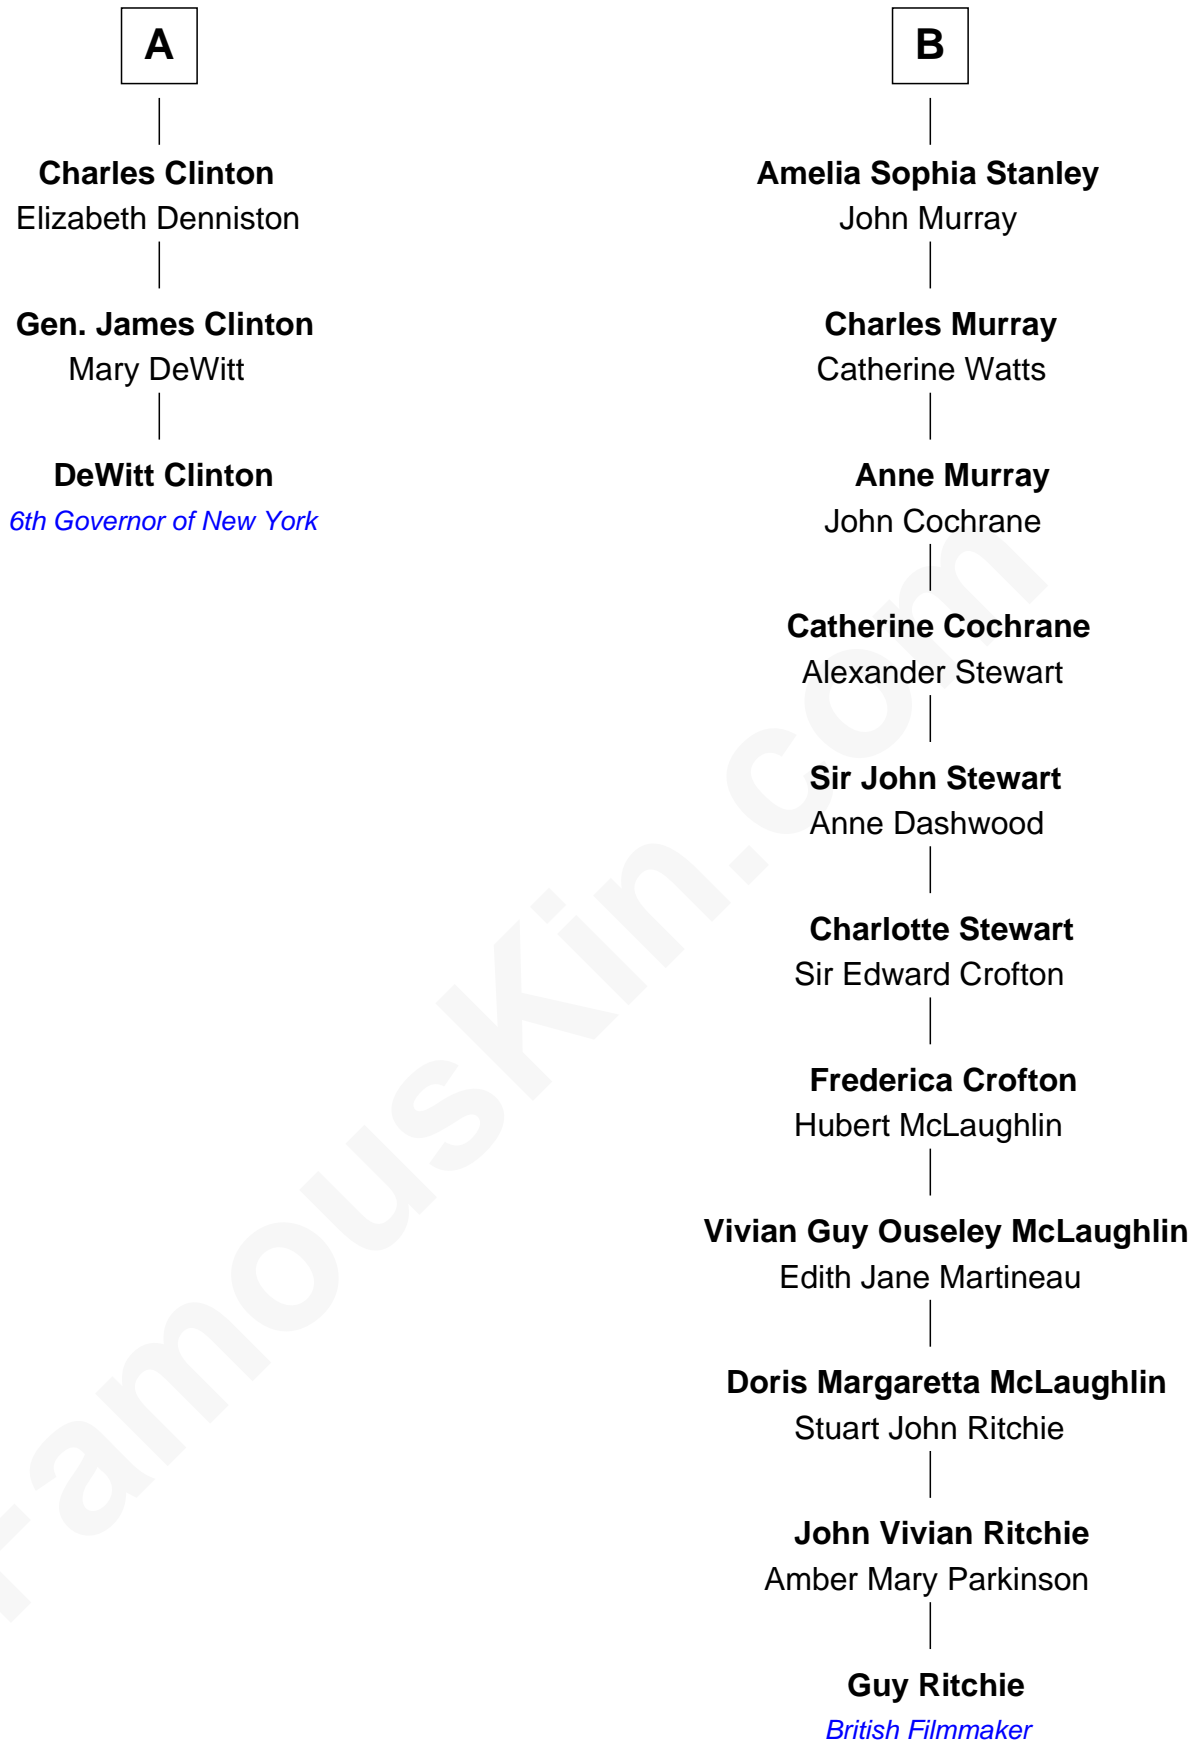 A
Charles Clinton
Elizabeth Denniston
Gen. James Clinton
Mary DeWitt
DeWitt Clinton
6th Governor of New York
B
Amelia Sophia Stanley
John Murray
Charles Murray
Catherine Watts
Anne Murray
John Cochrane
Catherine Cochrane
Alexander Stewart
Sir John Stewart
Anne Dashwood
Charlotte Stewart
Sir Edward Crofton
Frederica Crofton
Hubert McLaughlin
Vivian Guy Ouseley McLaughlin
Edith Jane Martineau
Doris Margaretta McLaughlin
Stuart John Ritchie
John Vivian Ritchie
Amber Mary Parkinson
Guy Ritchie
British Filmmaker
FamousKin.com